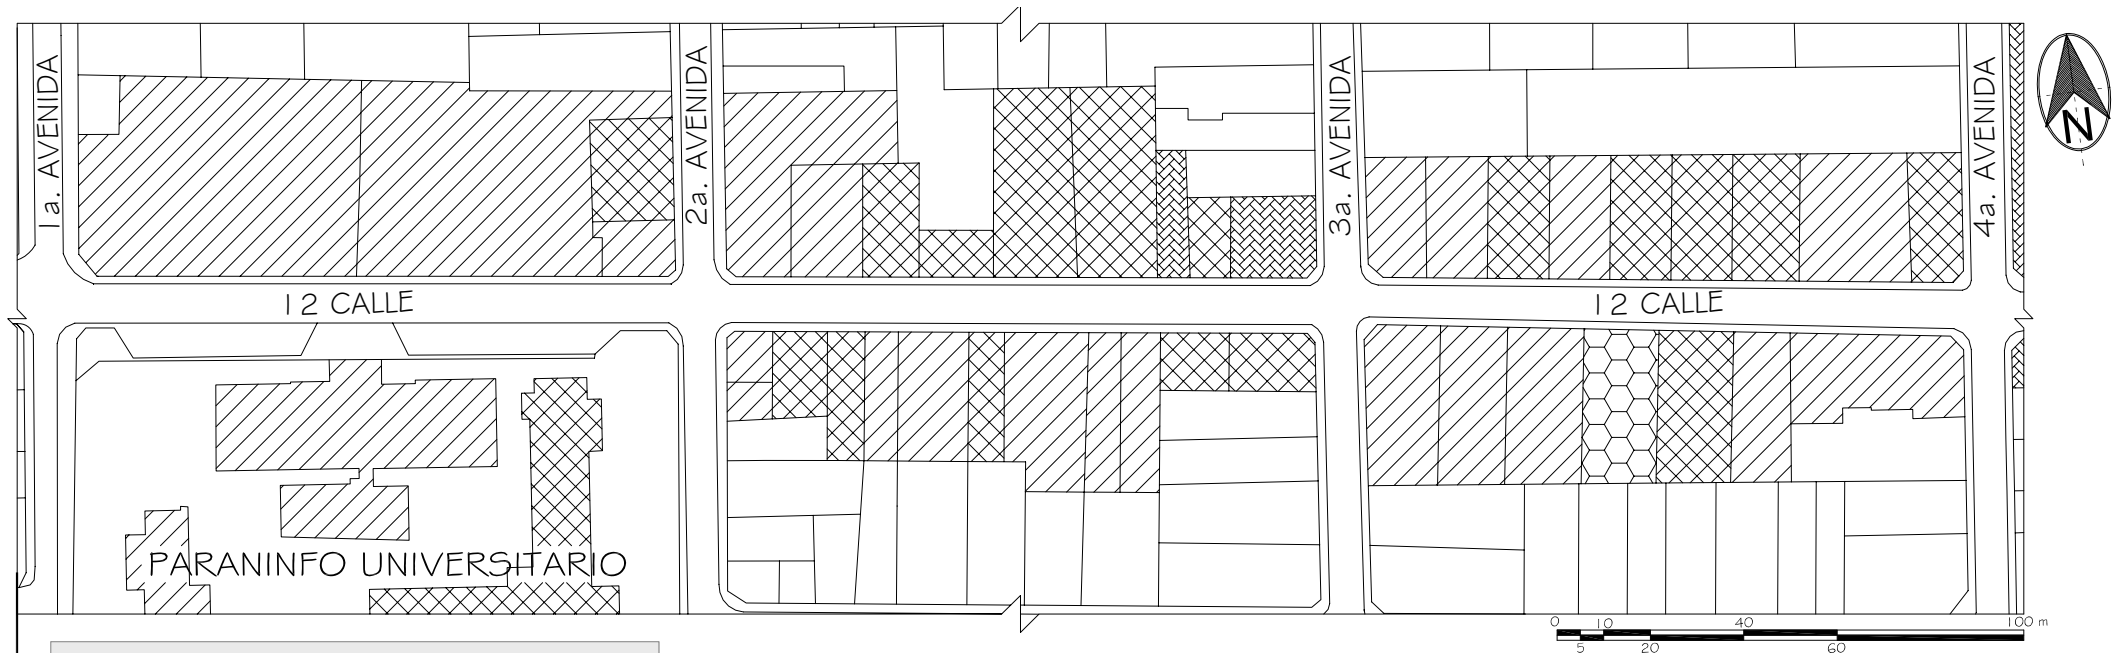 1a. AVENIDA
2a. AVENIDA
3a. AVENIDA
4a. AVENIDA
N
12 CALLE
12 CALLE
PARANINFO UNIVERSITARIO
0 10 40 100 m
5 20 60